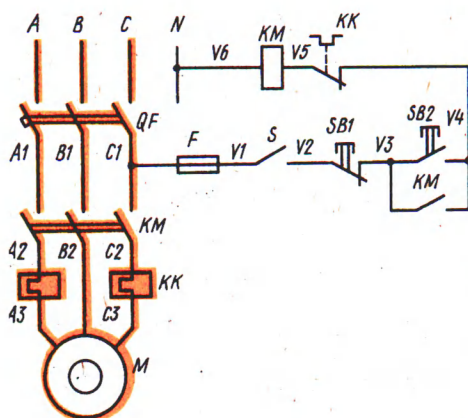 A B C N
V6 KM V5 KK
QF
A1 B1 C1 F V1 S V2 SB1 V3 SB2 V4
KM
KM
A2 B2 C2
KK
A3 C3
M